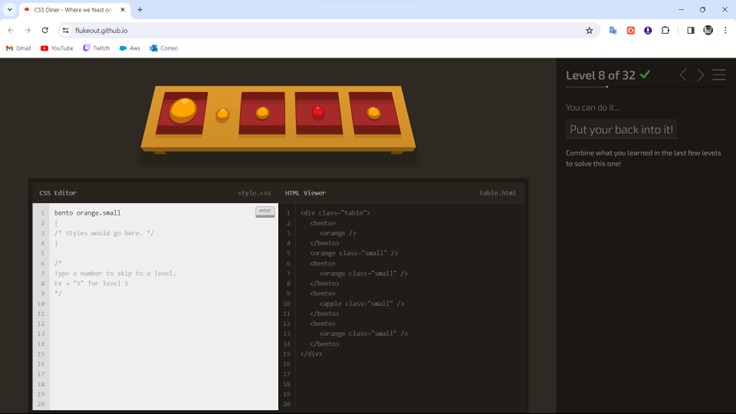 CSS Diner - Where we feast on
flukeout.github.io
Gmail
YouTube
Twitch
Aws
Correo
Level 8 of 32
You can do it...
Put your back into it!
Combine what you learned in the last few levels
to solve this one!
CSS Editor
style.css
HTML Viewer
table.html
enter
1 bento orange.small
2 {
3 /* Styles would go here. */
4 }
5
6 /*
7 Type a number to skip to a level.
8 Ex → "5" for level 5
9 */
10
11
12
13
14
15
16
17
18
19
20
1 <div class="table">
2 <bento>
3 <orange />
4 </bento>
5 <orange class="small" />
6 <bento>
7 <orange class="small" />
8 </bento>
9 <bento>
10 <apple class="small" />
11 </bento>
12 <bento>
13 <orange class="small" />
14 </bento>
15 </div>
16
17
18
19
20